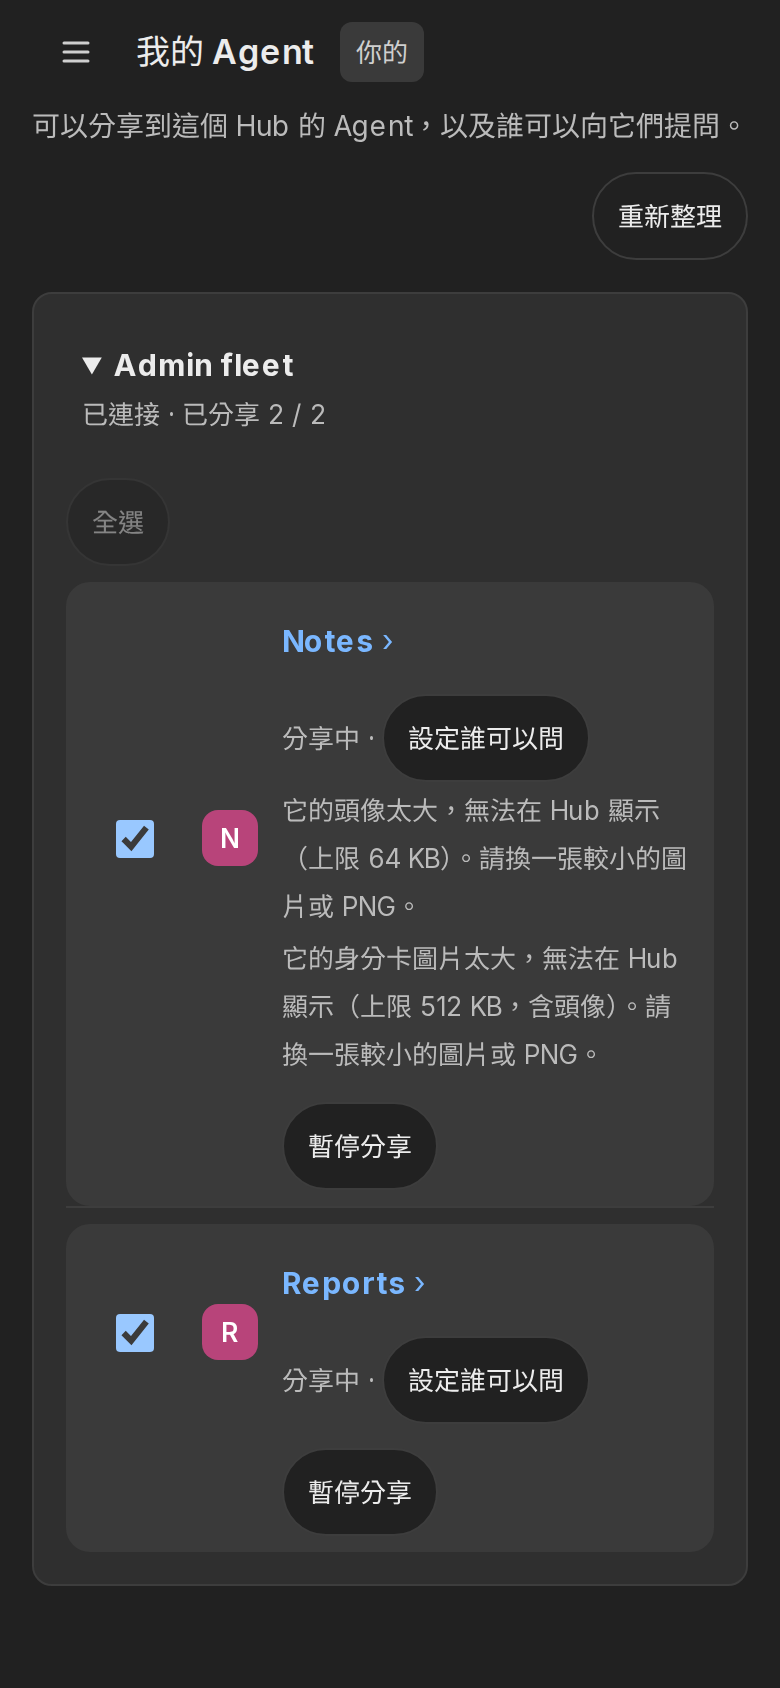 我的 Agent 你的
可以分享到這個 Hub 的 Agent，以及誰可以向它們提問。
重新整理
▼ Admin fleet
已連接 · 已分享 2 / 2
全選
Notes ›
分享中 · 設定誰可以問
N
它的頭像太大，無法在 Hub 顯示
（上限 64 KB）。請換一張較小的圖
片或 PNG。
它的身分卡圖片太大，無法在 Hub
顯示（上限 512 KB，含頭像）。請
換一張較小的圖片或 PNG。
暫停分享
Reports ›
R
分享中 · 設定誰可以問
暫停分享